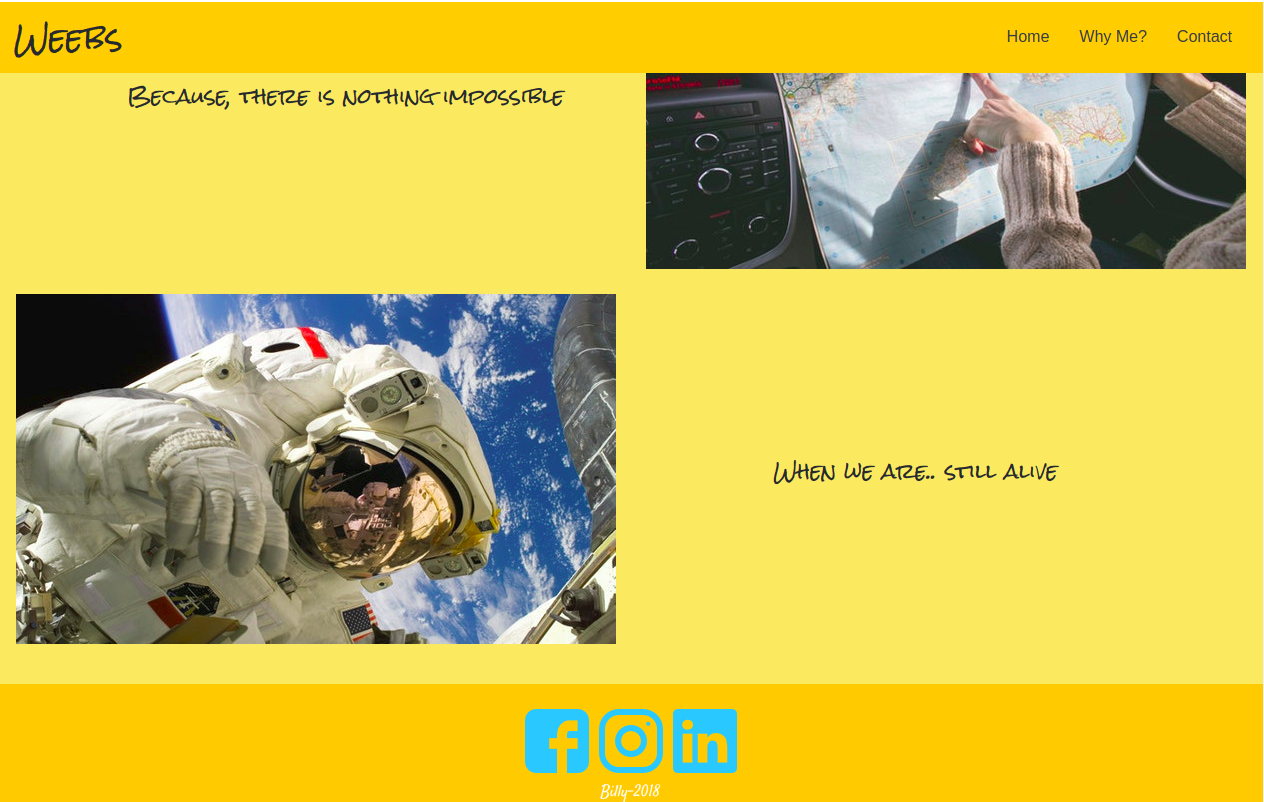 Weebs
Home Why Me? Contact
Because, there is nothing impossible
When we are.. still alive
Billy-2018